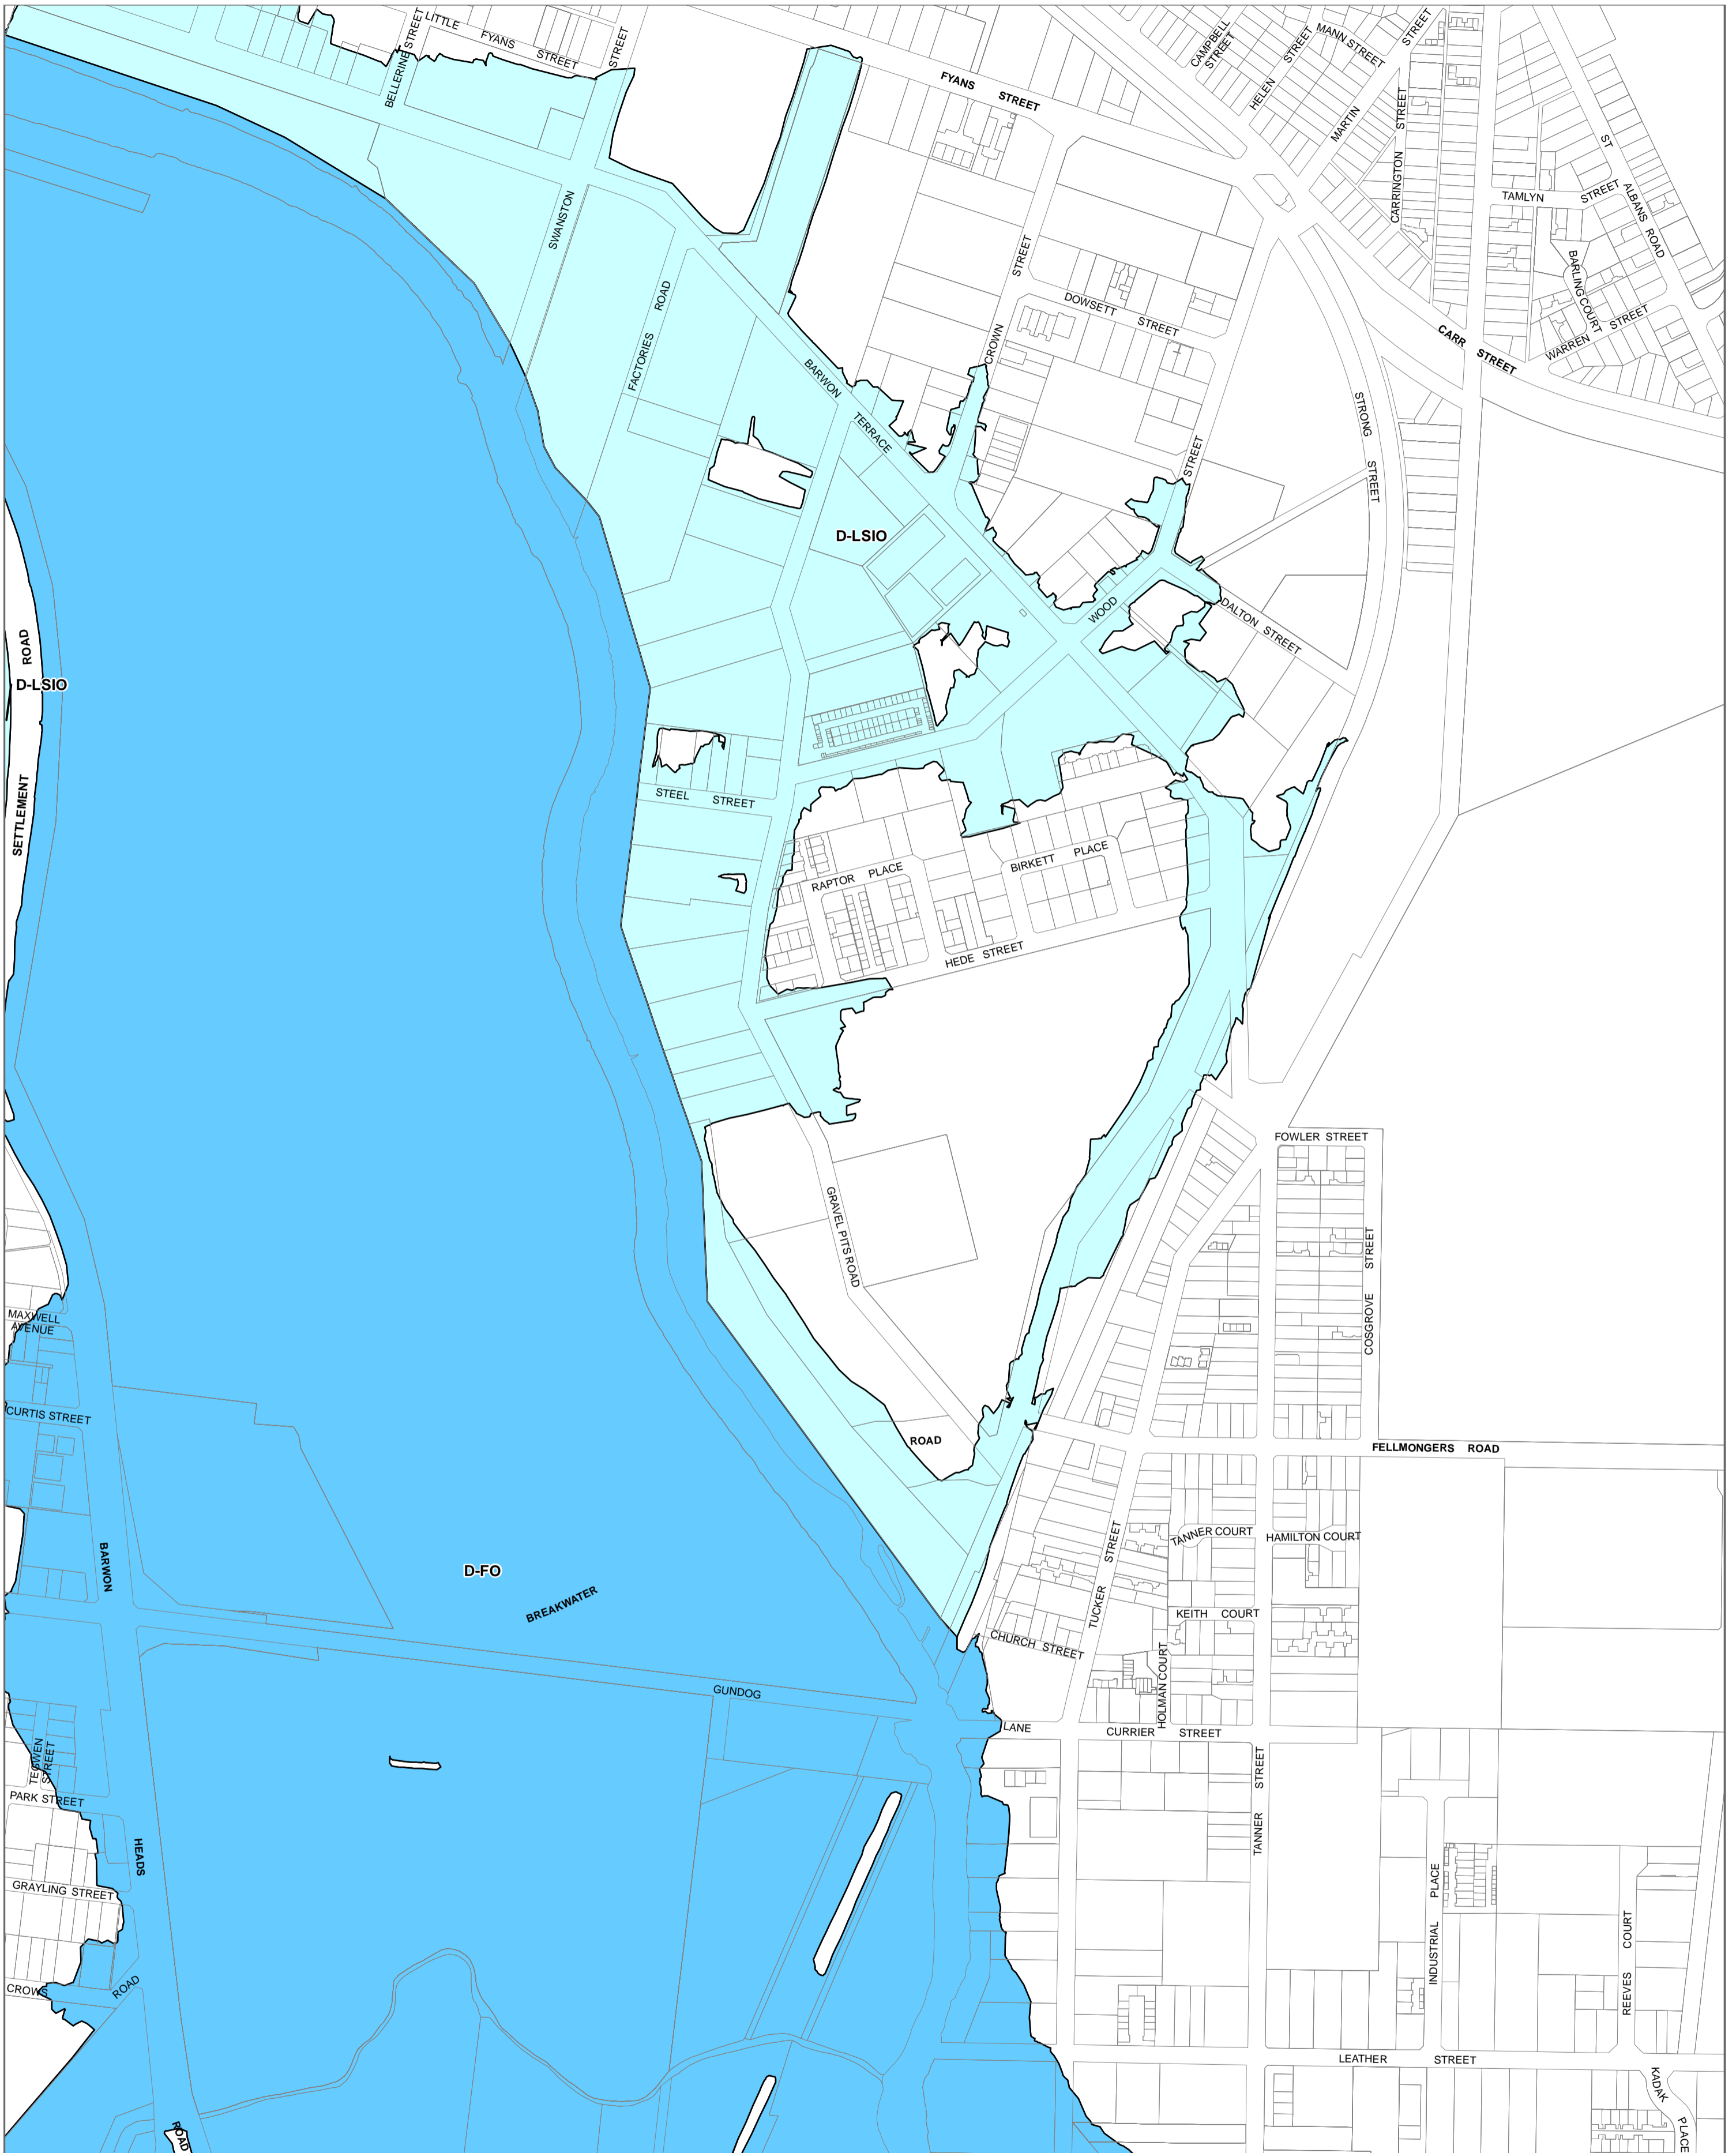 LITTLE FYANS STREET
BELLERINE STREET
STREET
FYANS STREET
CAMPBELL
STREET
HELEN STREET
MANN STREET
MARTIN STREET
CARRINGTON STREET
ST ALBANS ROAD
TAMLYN STREET
BARLING COURT
WARREN STREET
CARR STREET
SWANSTON
FACTORIES ROAD
CROWN STREET
DOWSETT STREET
BARWON TERRACE
STRONG STREET
STREET
D-LSIO
WOOD
DALTON STREET
D-LSIO
SETTLEMENT ROAD
STEEL STREET
RAPTOR PLACE
BIRKETT PLACE
HEDE STREET
FOWLER STREET
GRAVEL PITS ROAD
COSGROVE STREET
MAXWELL
AVENUE
CURTIS STREET
ROAD
FELLMONGERS ROAD
TANNER COURT
HAMILTON COURT
BARWON
D-FO
BREAKWATER
TUCKER STREET
KEITH COURT
CHURCH STREET
HOLMAN COURT
GUNDOG
LANE
CURRIER STREET
TEGWEN
STREET
PARK STREET
TANNER STREET
HEADS
GRAYLING STREET
INDUSTRIAL PLACE
REEVES COURT
CROWS
ROAD
LEATHER STREET
KADAK PLACE
ROAD